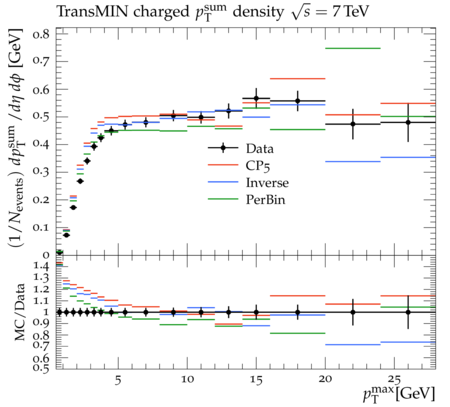 TransMIN charged p_T^sum density √s = 7 TeV
(1/N_events) dp_T^sum/dη dϕ [GeV]
0.8
0.7
0.6
0.5
0.4
0.3
0.2
0.1
0
Data
CP5
Inverse
PerBin
MC/Data
1.4
1.3
1.2
1.1
1
0.9
0.8
0.7
0.6
0.5
5 10 15 20 25
p_T^max[GeV]